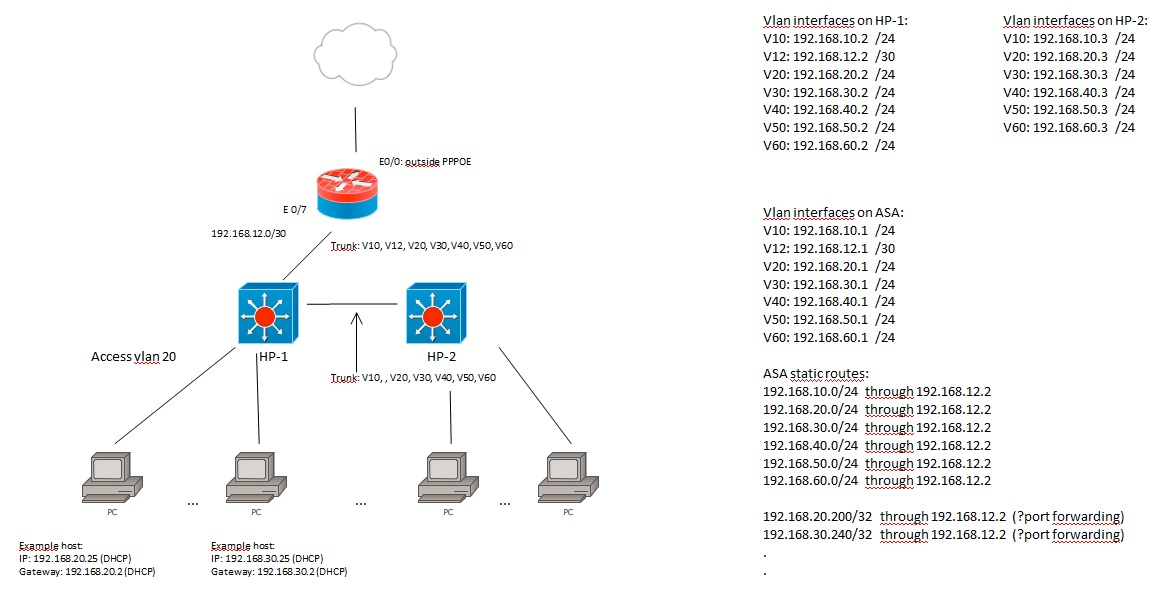 E0/0: outside PPPOE
E 0/7
192.168.12.0/30
Trunk: V10, V12, V20, V30, V40, V50, V60
Access vlan 20
HP-1
HP-2
Trunk: V10, , V20, V30, V40, V50, V60
PC
...
PC
...
PC
...
PC
Example host:
IP: 192.168.20.25 (DHCP)
Gateway: 192.168.20.2 (DHCP)
Example host:
IP: 192.168.30.25 (DHCP)
Gateway: 192.168.30.2 (DHCP)
Vlan interfaces on HP-1:
V10: 192.168.10.2 /24
V12: 192.168.12.2 /30
V20: 192.168.20.2 /24
V30: 192.168.30.2 /24
V40: 192.168.40.2 /24
V50: 192.168.50.2 /24
V60: 192.168.60.2 /24
Vlan interfaces on HP-2:
V10: 192.168.10.3 /24
V20: 192.168.20.3 /24
V30: 192.168.30.3 /24
V40: 192.168.40.3 /24
V50: 192.168.50.3 /24
V60: 192.168.60.3 /24
Vlan interfaces on ASA:
V10: 192.168.10.1 /24
V12: 192.168.12.1 /30
V20: 192.168.20.1 /24
V30: 192.168.30.1 /24
V40: 192.168.40.1 /24
V50: 192.168.50.1 /24
V60: 192.168.60.1 /24
ASA static routes:
192.168.10.0/24 through 192.168.12.2
192.168.20.0/24 through 192.168.12.2
192.168.30.0/24 through 192.168.12.2
192.168.40.0/24 through 192.168.12.2
192.168.50.0/24 through 192.168.12.2
192.168.60.0/24 through 192.168.12.2
192.168.20.200/32 through 192.168.12.2 (?port forwarding)
192.168.30.240/32 through 192.168.12.2 (?port forwarding)
.
.